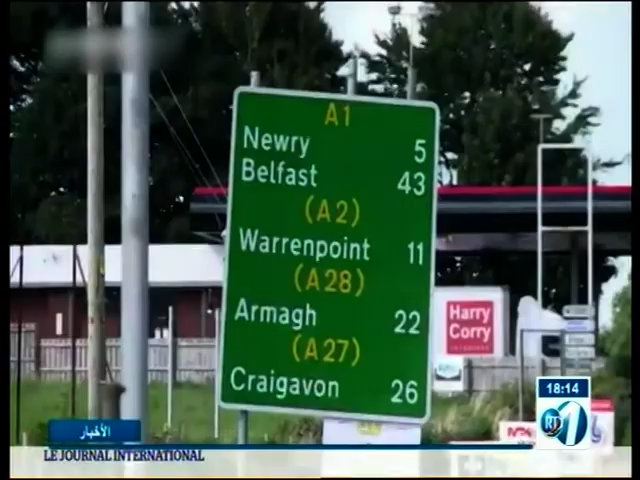 A1
Newry 5
Belfast 43
(A2)
Warrenpoint 11
(A28)
Armagh 22
(A27)
Craigavon 26
Harry
Corry
18:14
الأخبار
LE JOURNAL INTERNATIONAL